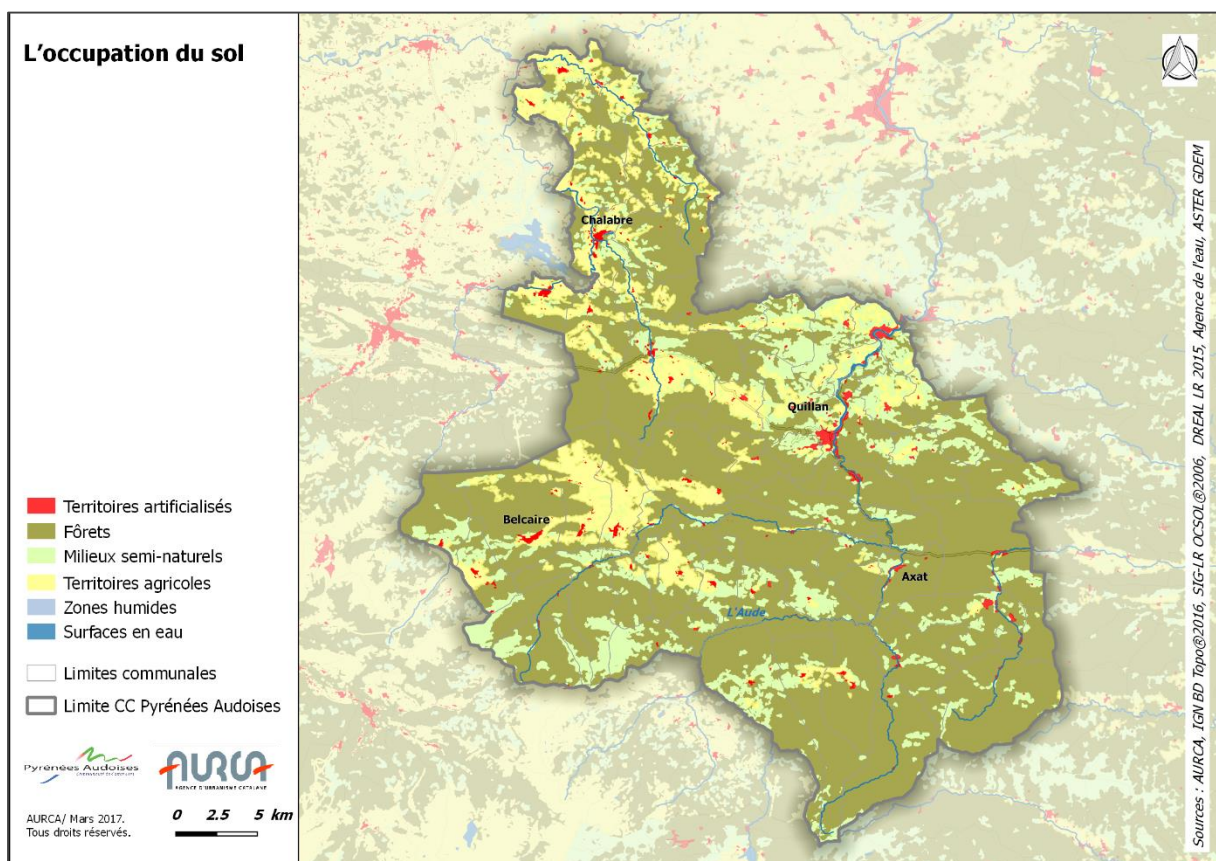 L'occupation du sol
Chalabre
Quillan
Belcaire
Axat
L'Aude
Territoires artificialisés
Fôrets
Milieux semi-naturels
Territoires agricoles
Zones humides
Surfaces en eau
Limites communales
Limite CC Pyrénées Audoises
Pyrénées Audoises
AURCA
AGENCE D'URBANISME CATALANE
AURCA/ Mars 2017.
Tous droits réservés.
0 2.5 5 km
Sources : AURCA, IGN BD Topo®2016, SIG-LR OCSOL®2006, DREAL LR 2015, Agence de l'eau, ASTER GDEM